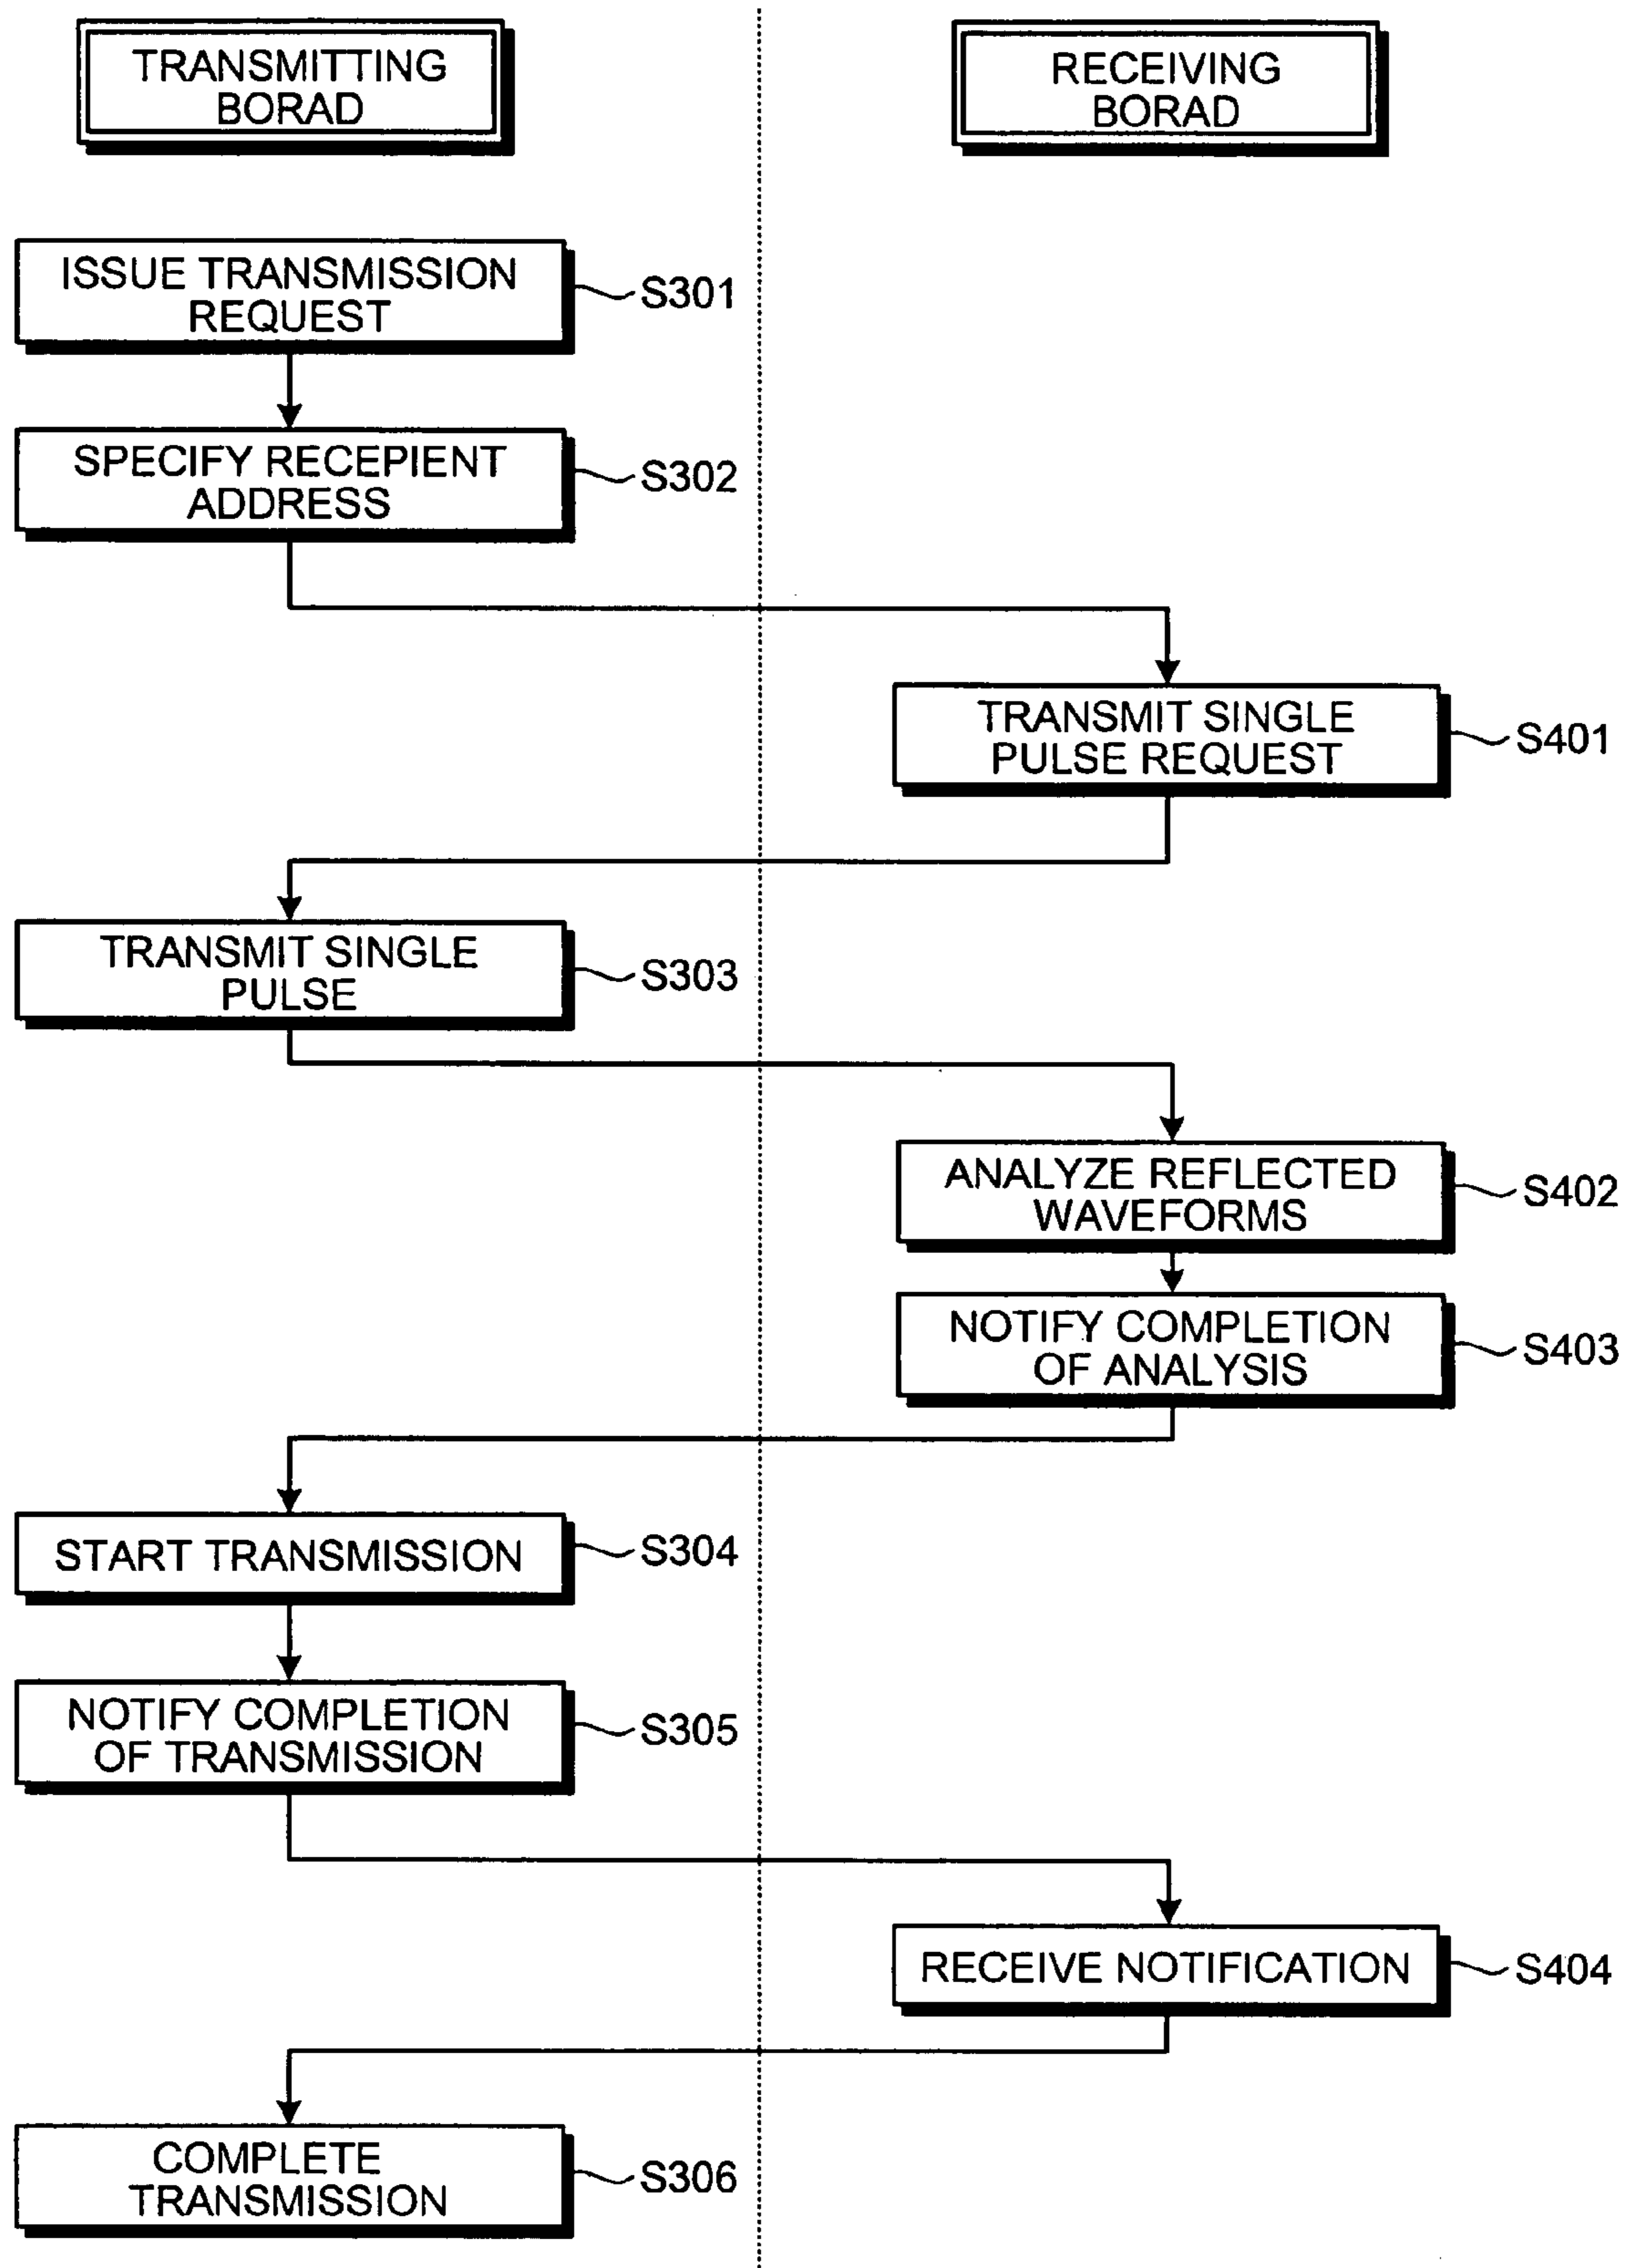 TRANSMITTING
BORAD
RECEIVING
BORAD
ISSUE TRANSMISSION
REQUEST
S301
SPECIFY RECEPIENT
ADDRESS
S302
TRANSMIT SINGLE
PULSE REQUEST
S401
TRANSMIT SINGLE
PULSE
S303
ANALYZE REFLECTED
WAVEFORMS
S402
NOTIFY COMPLETION
OF ANALYSIS
S403
START TRANSMISSION
S304
NOTIFY COMPLETION
OF TRANSMISSION
S305
RECEIVE NOTIFICATION
S404
COMPLETE
TRANSMISSION
S306